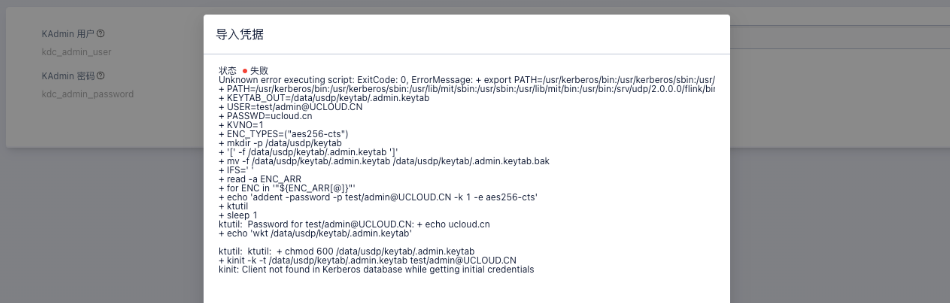 KAdmin 用户
kdc_admin_user
KAdmin 密码
kdc_admin_password
导入凭据
状态 失败
Unknown error executing script: ExitCode: 0, ErrorMessage: + export PATH=/usr/kerberos/bin:/usr/kerberos/sbin:/usr/
+ PATH=/usr/kerberos/bin:/usr/kerberos/sbin:/usr/lib/mit/sbin:/usr/sbin:/usr/lib/mit/bin:/usr/bin:/srv/udp/2.0.0.0/flink/bin
+ KEYTAB_OUT=/data/usdp/keytab/.admin.keytab
+ USER=test/admin@UCLOUD.CN
+ PASSWD=ucloud.cn
+ KVNO=1
+ ENC_TYPES=("aes256-cts")
+ mkdir -p /data/usdp/keytab
+ '[' -f /data/usdp/keytab/.admin.keytab ']'
+ mv -f /data/usdp/keytab/.admin.keytab /data/usdp/keytab/.admin.keytab.bak
+ IFS=' '
+ read -a ENC_ARR
+ for ENC in '"${ENC_ARR[@]}"'
+ echo 'addent -password -p test/admin@UCLOUD.CN -k 1 -e aes256-cts'
+ ktutil
+ sleep 1
ktutil:  Password for test/admin@UCLOUD.CN: + echo ucloud.cn
+ echo 'wkt /data/usdp/keytab/.admin.keytab'
ktutil:  ktutil:  + chmod 600 /data/usdp/keytab/.admin.keytab
+ kinit -k -t /data/usdp/keytab/.admin.keytab test/admin@UCLOUD.CN
kinit: Client not found in Kerberos database while getting initial credentials